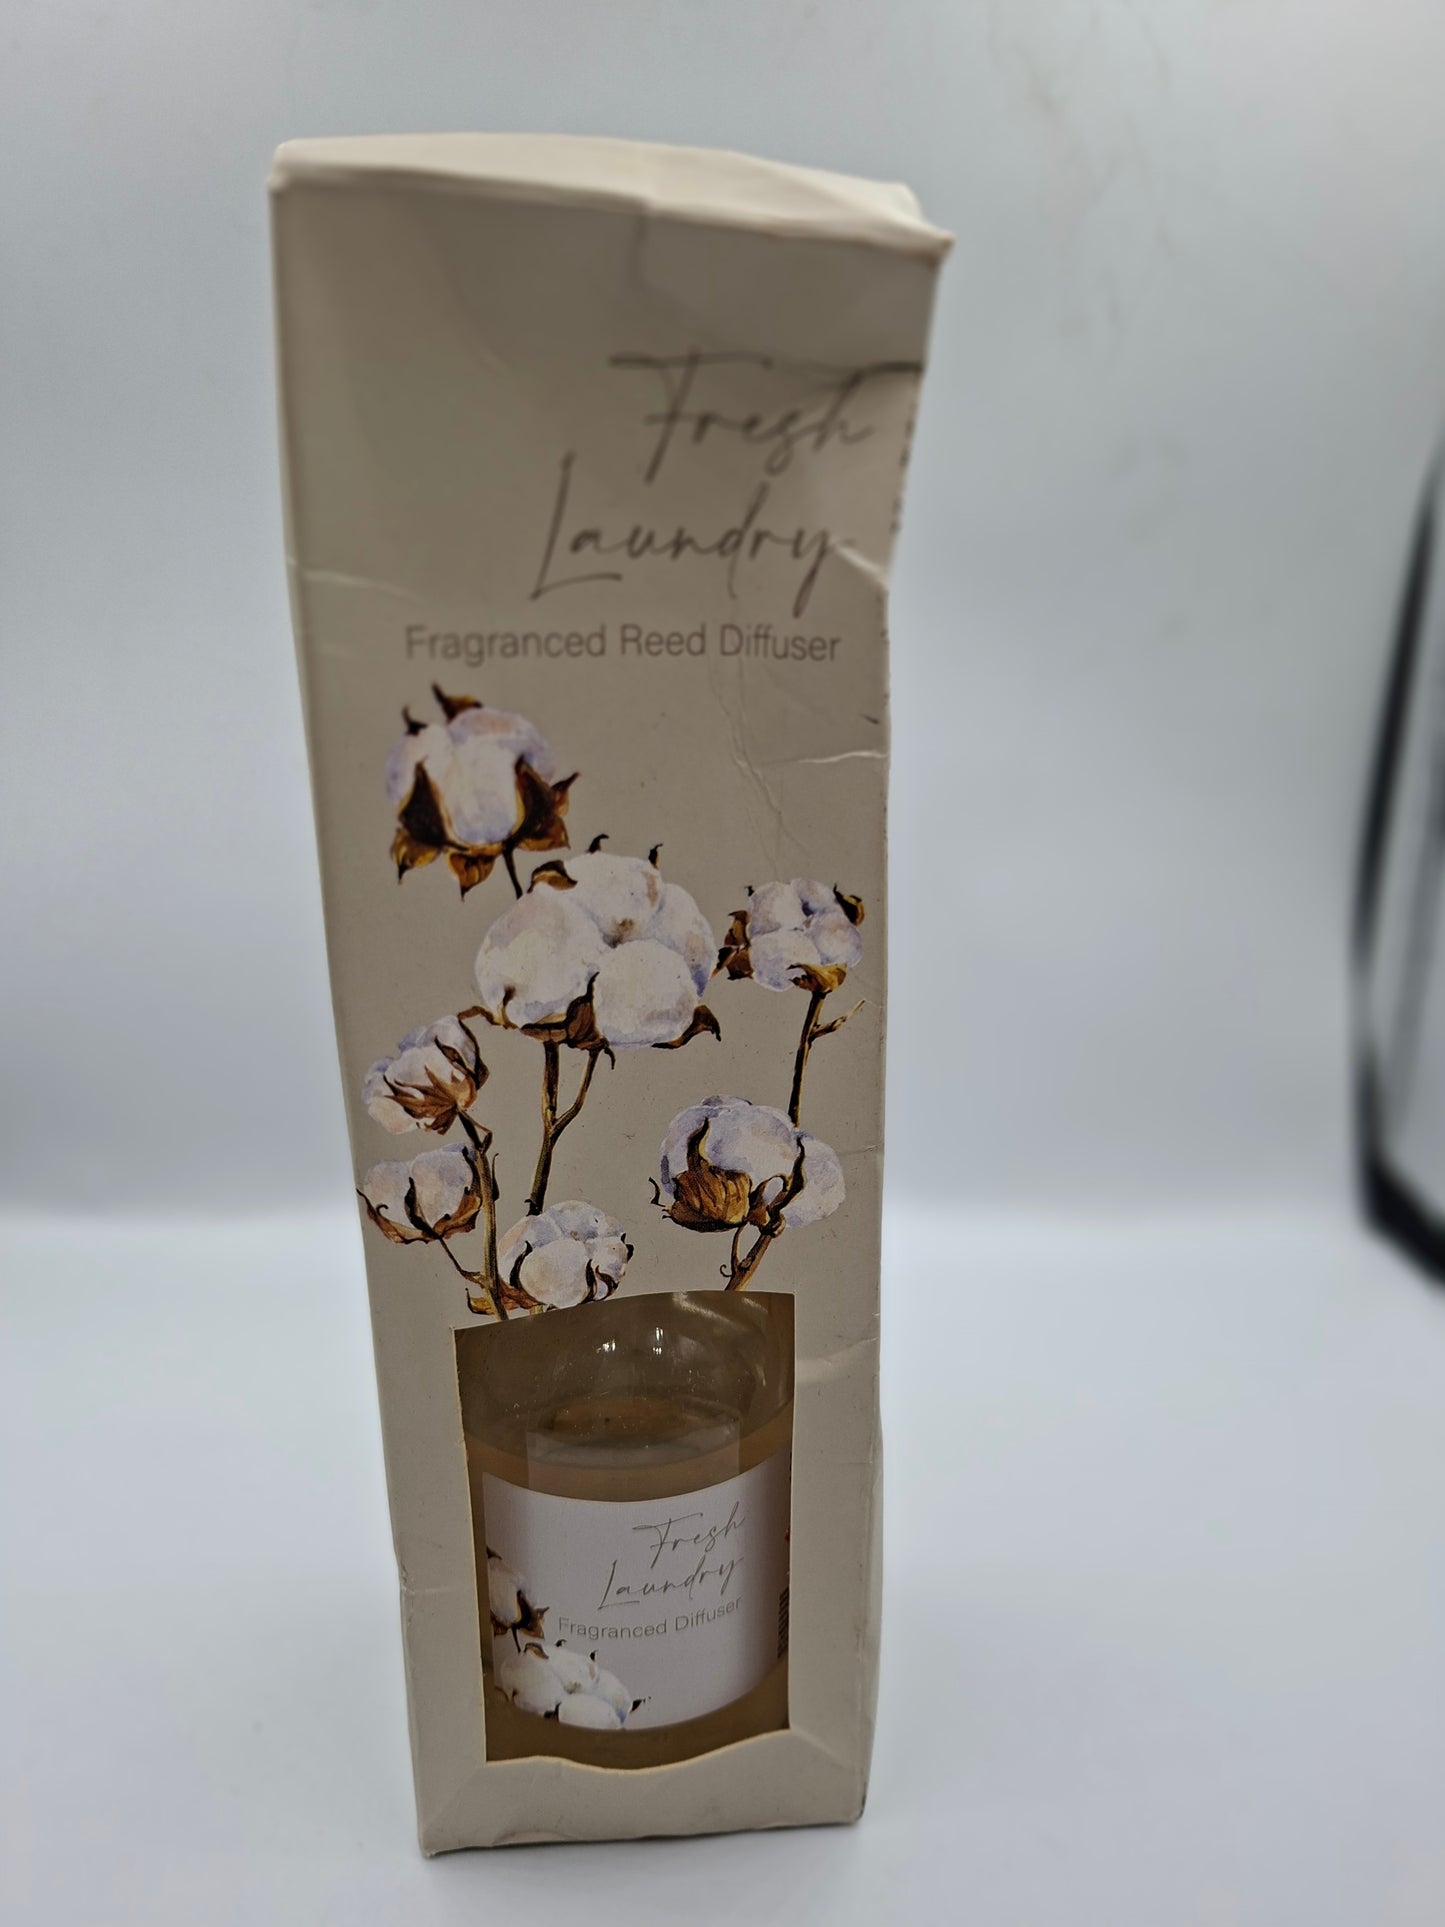 Fresh
Laundry
Fragranced Reed Diffuser
Fresh
Laundry
Fragranced Diffuser